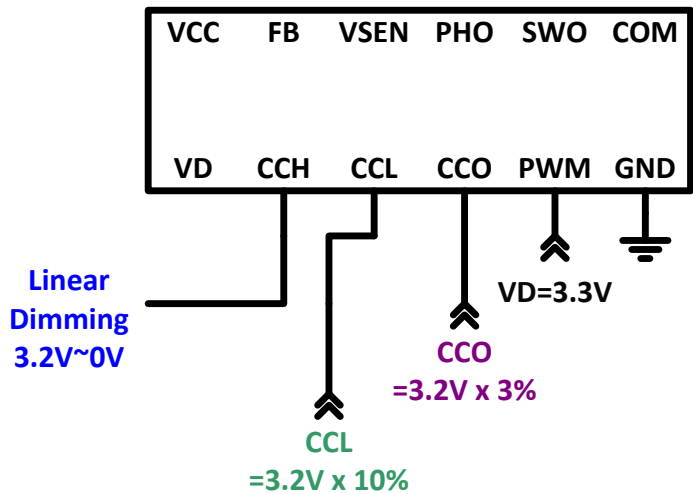 VCC FB VSEN PHO SWO COM
VD CCH CCL CCO PWM GND
Linear
Dimming
3.2V~0V
VD=3.3V
CCO
=3.2V x 3%
CCL
=3.2V x 10%